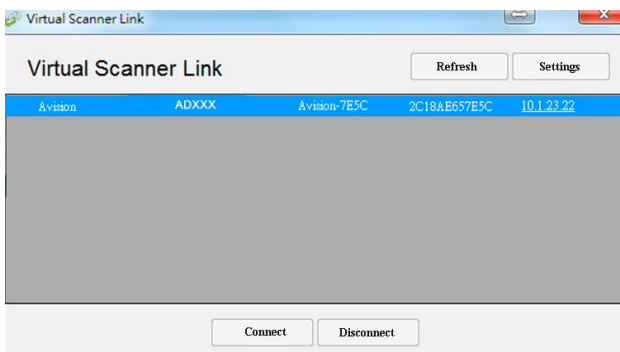 Virtual Scanner Link
Virtual Scanner Link
Refresh
Settings
Avision ADXXX Avision-7E5C 2C18AE657E5C 10.1.23.22
Connect
Disconnect